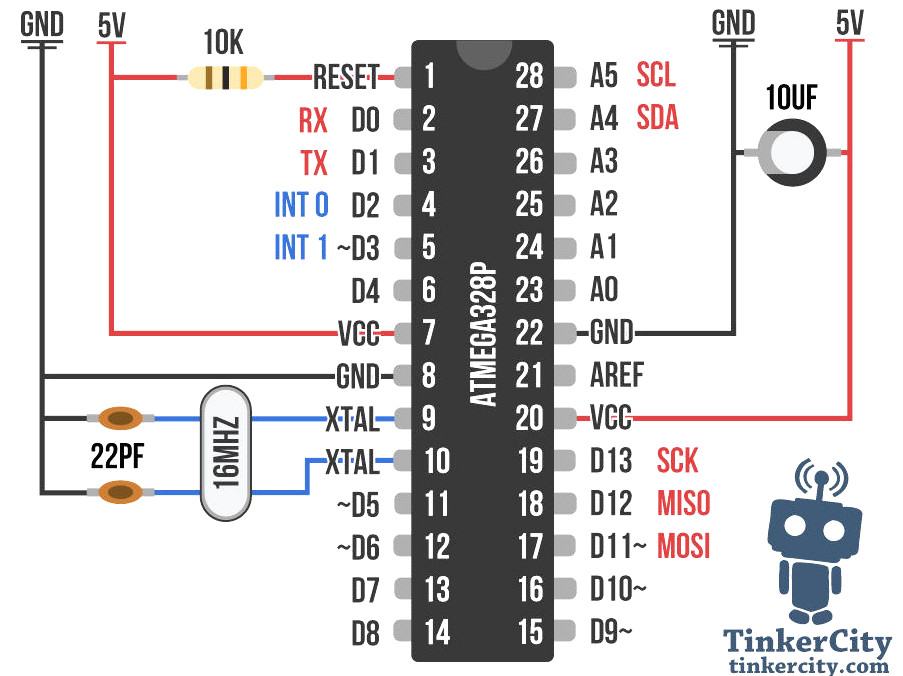 GND 5V GND 5V
10K 10UF
RESET 1 28 A5 SCL
RX D0 2 27 A4 SDA
TX D1 3 26 A3
INT 0 D2 4 25 A2
INT 1 ~D3 5 24 A1
D4 6 23 A0
VCC 7 22 GND
GND 8 21 AREF
XTAL 9 20 VCC
XTAL 10 19 D13 SCK
~D5 11 18 D12 MISO
~D6 12 17 D11~ MOSI
D7 13 16 D10~
D8 14 15 D9~
ATMEGA328P
22PF
16MHZ
TinkerCity
tinkercity.com